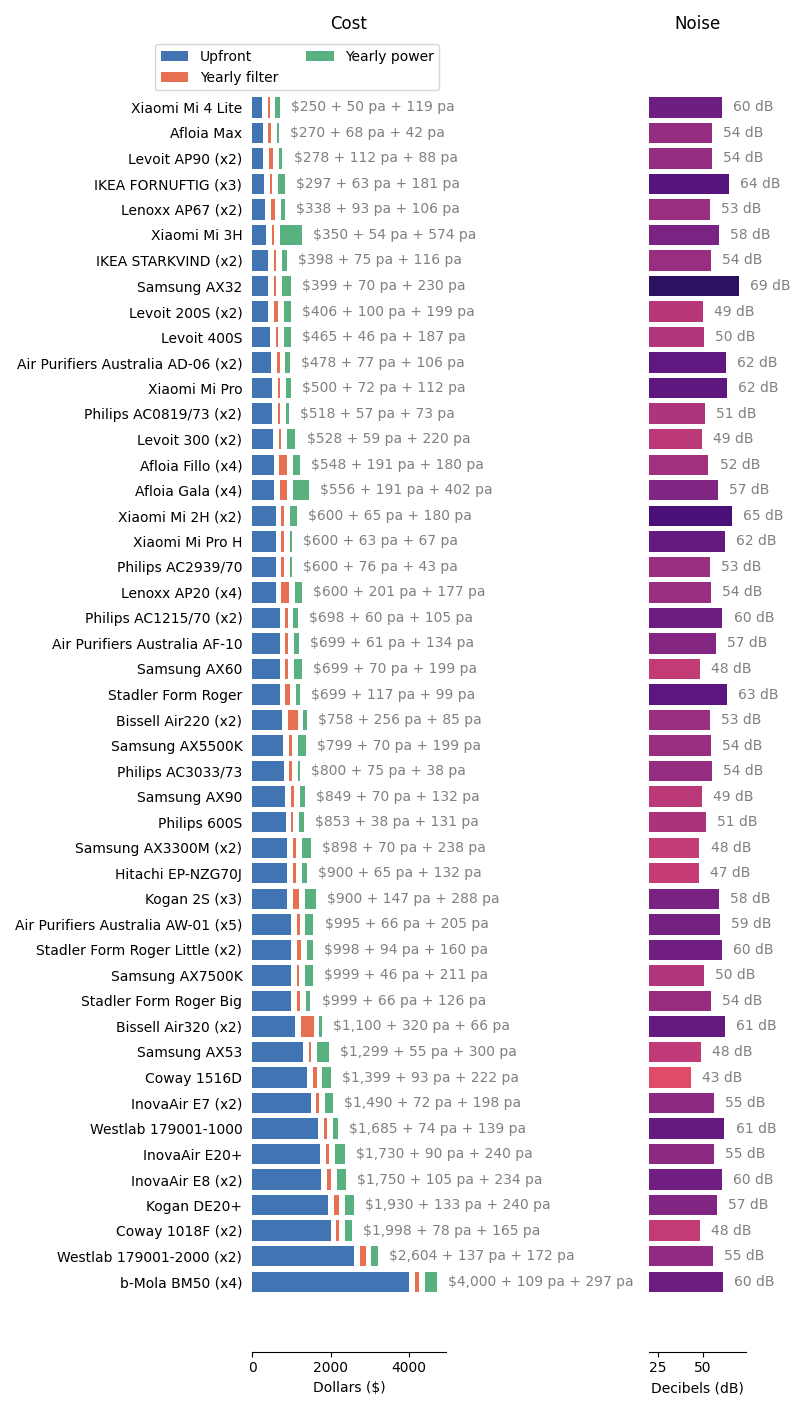 Cost Noise
Upfront Yearly power
Yearly filter
Xiaomi Mi 4 Lite $250 + 50 pa + 119 pa 60 dB
Afloia Max $270 + 68 pa + 42 pa 54 dB
Levoit AP90 (x2) $278 + 112 pa + 88 pa 54 dB
IKEA FORNUFTIG (x3) $297 + 63 pa + 181 pa 64 dB
Lenoxx AP67 (x2) $338 + 93 pa + 106 pa 53 dB
Xiaomi Mi 3H $350 + 54 pa + 574 pa 58 dB
IKEA STARKVIND (x2) $398 + 75 pa + 116 pa 54 dB
Samsung AX32 $399 + 70 pa + 230 pa 69 dB
Levoit 200S (x2) $406 + 100 pa + 199 pa 49 dB
Levoit 400S $465 + 46 pa + 187 pa 50 dB
Air Purifiers Australia AD-06 (x2) $478 + 77 pa + 106 pa 62 dB
Xiaomi Mi Pro $500 + 72 pa + 112 pa 62 dB
Philips AC0819/73 (x2) $518 + 57 pa + 73 pa 51 dB
Levoit 300 (x2) $528 + 59 pa + 220 pa 49 dB
Afloia Fillo (x4) $548 + 191 pa + 180 pa 52 dB
Afloia Gala (x4) $556 + 191 pa + 402 pa 57 dB
Xiaomi Mi 2H (x2) $600 + 65 pa + 180 pa 65 dB
Xiaomi Mi Pro H $600 + 63 pa + 67 pa 62 dB
Philips AC2939/70 $600 + 76 pa + 43 pa 53 dB
Lenoxx AP20 (x4) $600 + 201 pa + 177 pa 54 dB
Philips AC1215/70 (x2) $698 + 60 pa + 105 pa 60 dB
Air Purifiers Australia AF-10 $699 + 61 pa + 134 pa 57 dB
Samsung AX60 $699 + 70 pa + 199 pa 48 dB
Stadler Form Roger $699 + 117 pa + 99 pa 63 dB
Bissell Air220 (x2) $758 + 256 pa + 85 pa 53 dB
Samsung AX5500K $799 + 70 pa + 199 pa 54 dB
Philips AC3033/73 $800 + 75 pa + 38 pa 54 dB
Samsung AX90 $849 + 70 pa + 132 pa 49 dB
Philips 600S $853 + 38 pa + 131 pa 51 dB
Samsung AX3300M (x2) $898 + 70 pa + 238 pa 48 dB
Hitachi EP-NZG70J $900 + 65 pa + 132 pa 47 dB
Kogan 2S (x3) $900 + 147 pa + 288 pa 58 dB
Air Purifiers Australia AW-01 (x5) $995 + 66 pa + 205 pa 59 dB
Stadler Form Roger Little (x2) $998 + 94 pa + 160 pa 60 dB
Samsung AX7500K $999 + 46 pa + 211 pa 50 dB
Stadler Form Roger Big $999 + 66 pa + 126 pa 54 dB
Bissell Air320 (x2) $1,100 + 320 pa + 66 pa 61 dB
Samsung AX53 $1,299 + 55 pa + 300 pa 48 dB
Coway 1516D $1,399 + 93 pa + 222 pa 43 dB
InovaAir E7 (x2) $1,490 + 72 pa + 198 pa 55 dB
Westlab 179001-1000 $1,685 + 74 pa + 139 pa 61 dB
InovaAir E20+ $1,730 + 90 pa + 240 pa 55 dB
InovaAir E8 (x2) $1,750 + 105 pa + 234 pa 60 dB
Kogan DE20+ $1,930 + 133 pa + 240 pa 57 dB
Coway 1018F (x2) $1,998 + 78 pa + 165 pa 48 dB
Westlab 179001-2000 (x2) $2,604 + 137 pa + 172 pa 55 dB
b-Mola BM50 (x4) $4,000 + 109 pa + 297 pa 60 dB
0 2000 4000 25 50
Dollars ($) Decibels (dB)